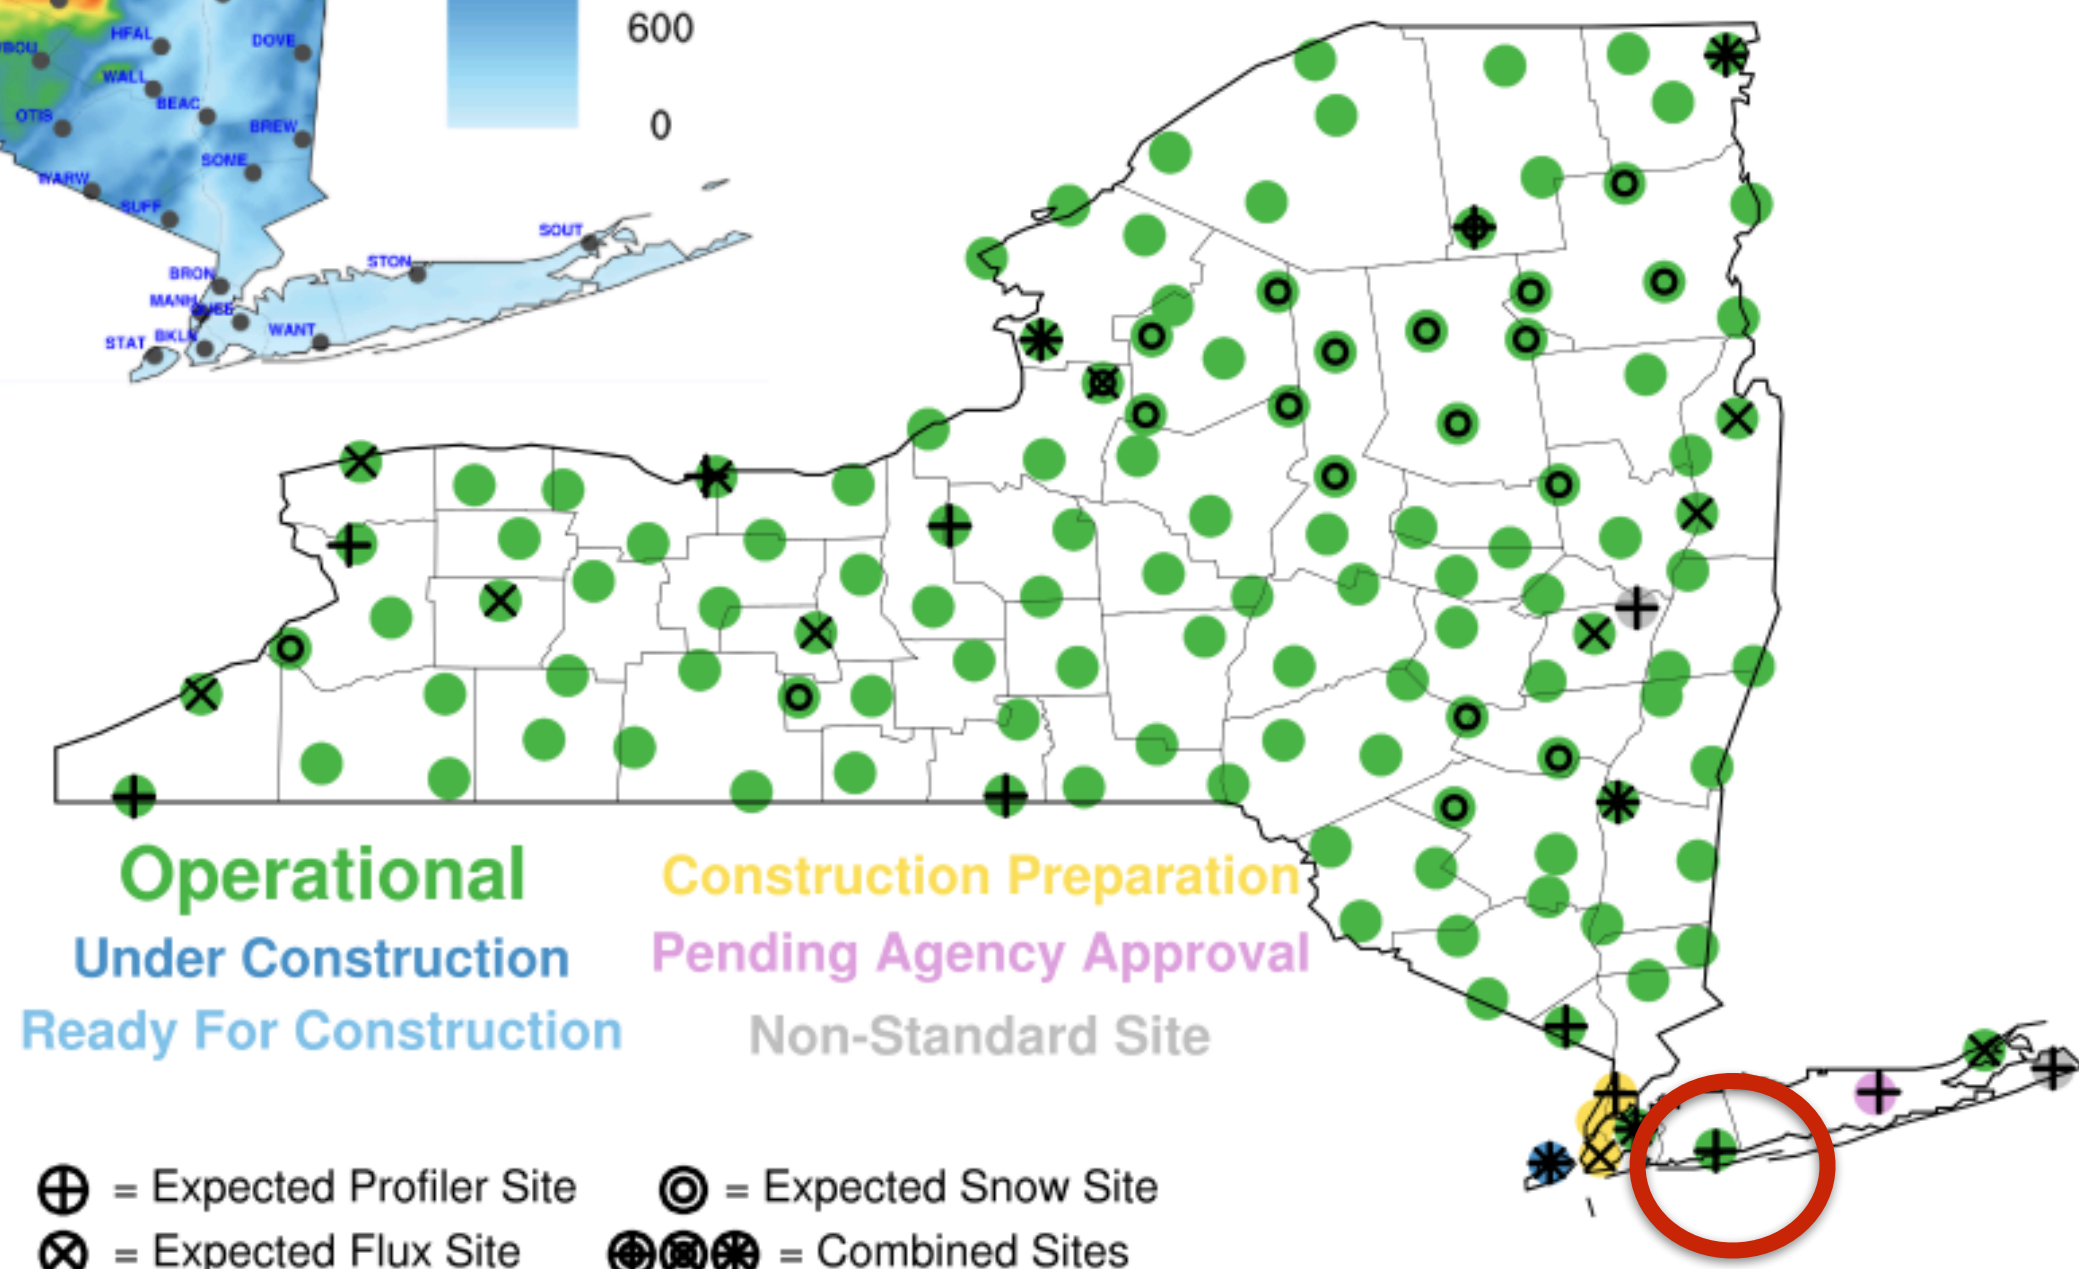 600
0
HFAL
DOVE
WALL
BEAC
OTIS
BREW
SOME
WARW
SUFF
SOUT
STON
BRON
MANH
WANT
STAT
BKLN
Operational
Construction Preparation
Under Construction
Pending Agency Approval
Ready For Construction
Non-Standard Site
= Expected Profiler Site
= Expected Snow Site
= Expected Flux Site
= Combined Sites